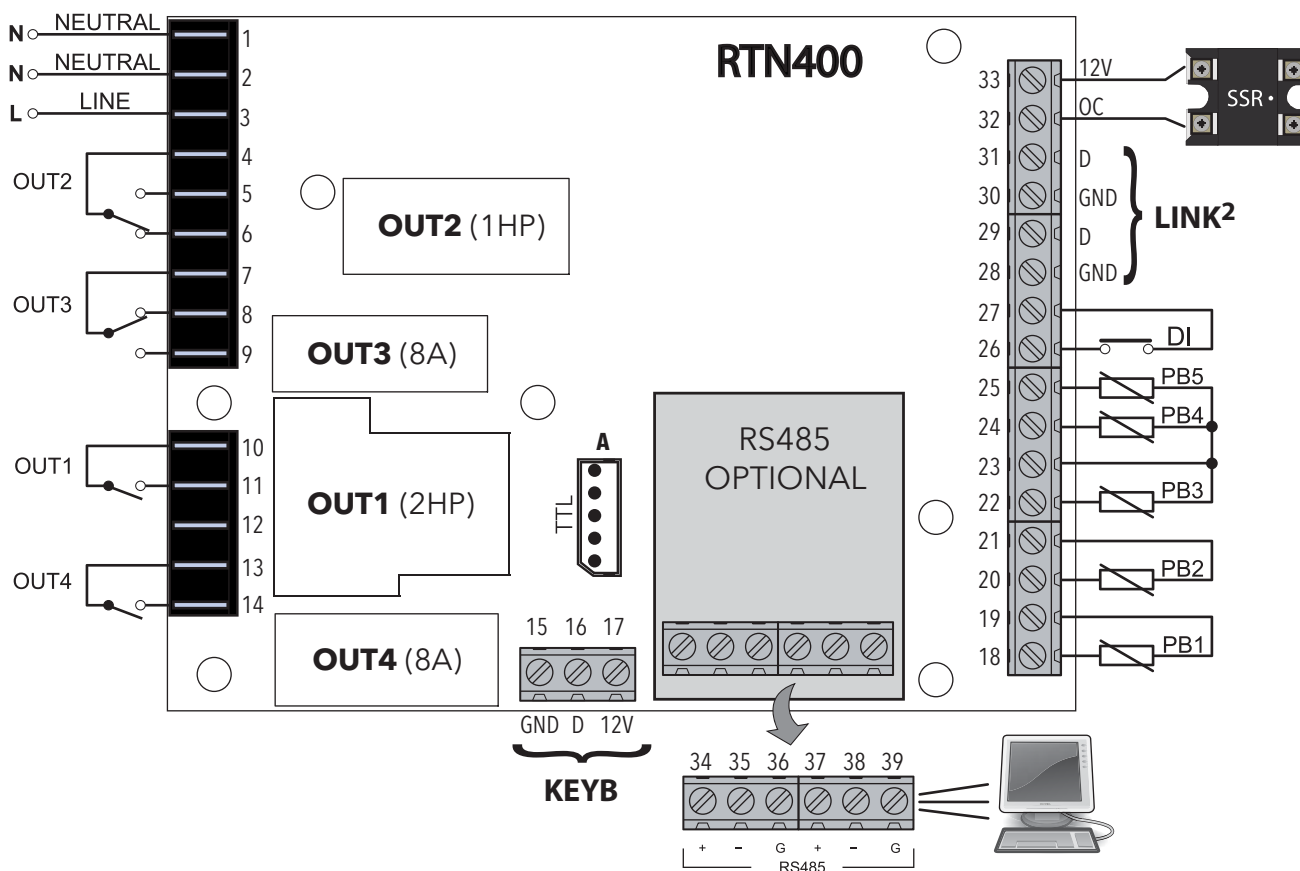 RTN400
N NEUTRAL 1
N NEUTRAL 2
L LINE 3
OUT2
4
5
6
OUT3
7
8
9
OUT1
10
11
12
OUT4
13
14
OUT2 (1HP)
OUT3 (8A)
OUT1 (2HP)
OUT4 (8A)
A
TTL
15 16 17
GND D 12V
KEYB
RS485
OPTIONAL
33 12V
32 OC
31 D
30 GND
29 D
28 GND
LINK²
SSR
27
26 DI
25 PB5
24 PB4
23
22 PB3
21
20 PB2
19
18 PB1
34 35 36 37 38 39
+ – G + – G
RS485